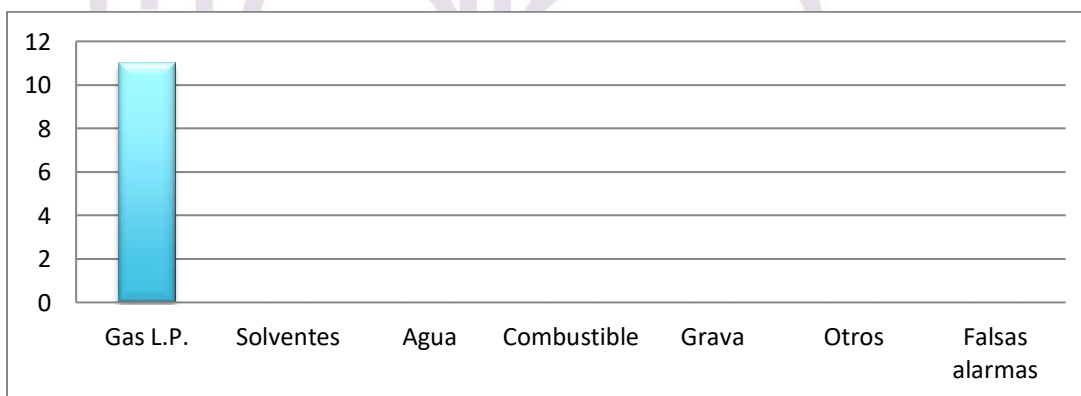 12
10
8
6
4
2
0
Gas L.P.
Solventes
Agua
Combustible
Grava
Otros
Falsas
alarmas